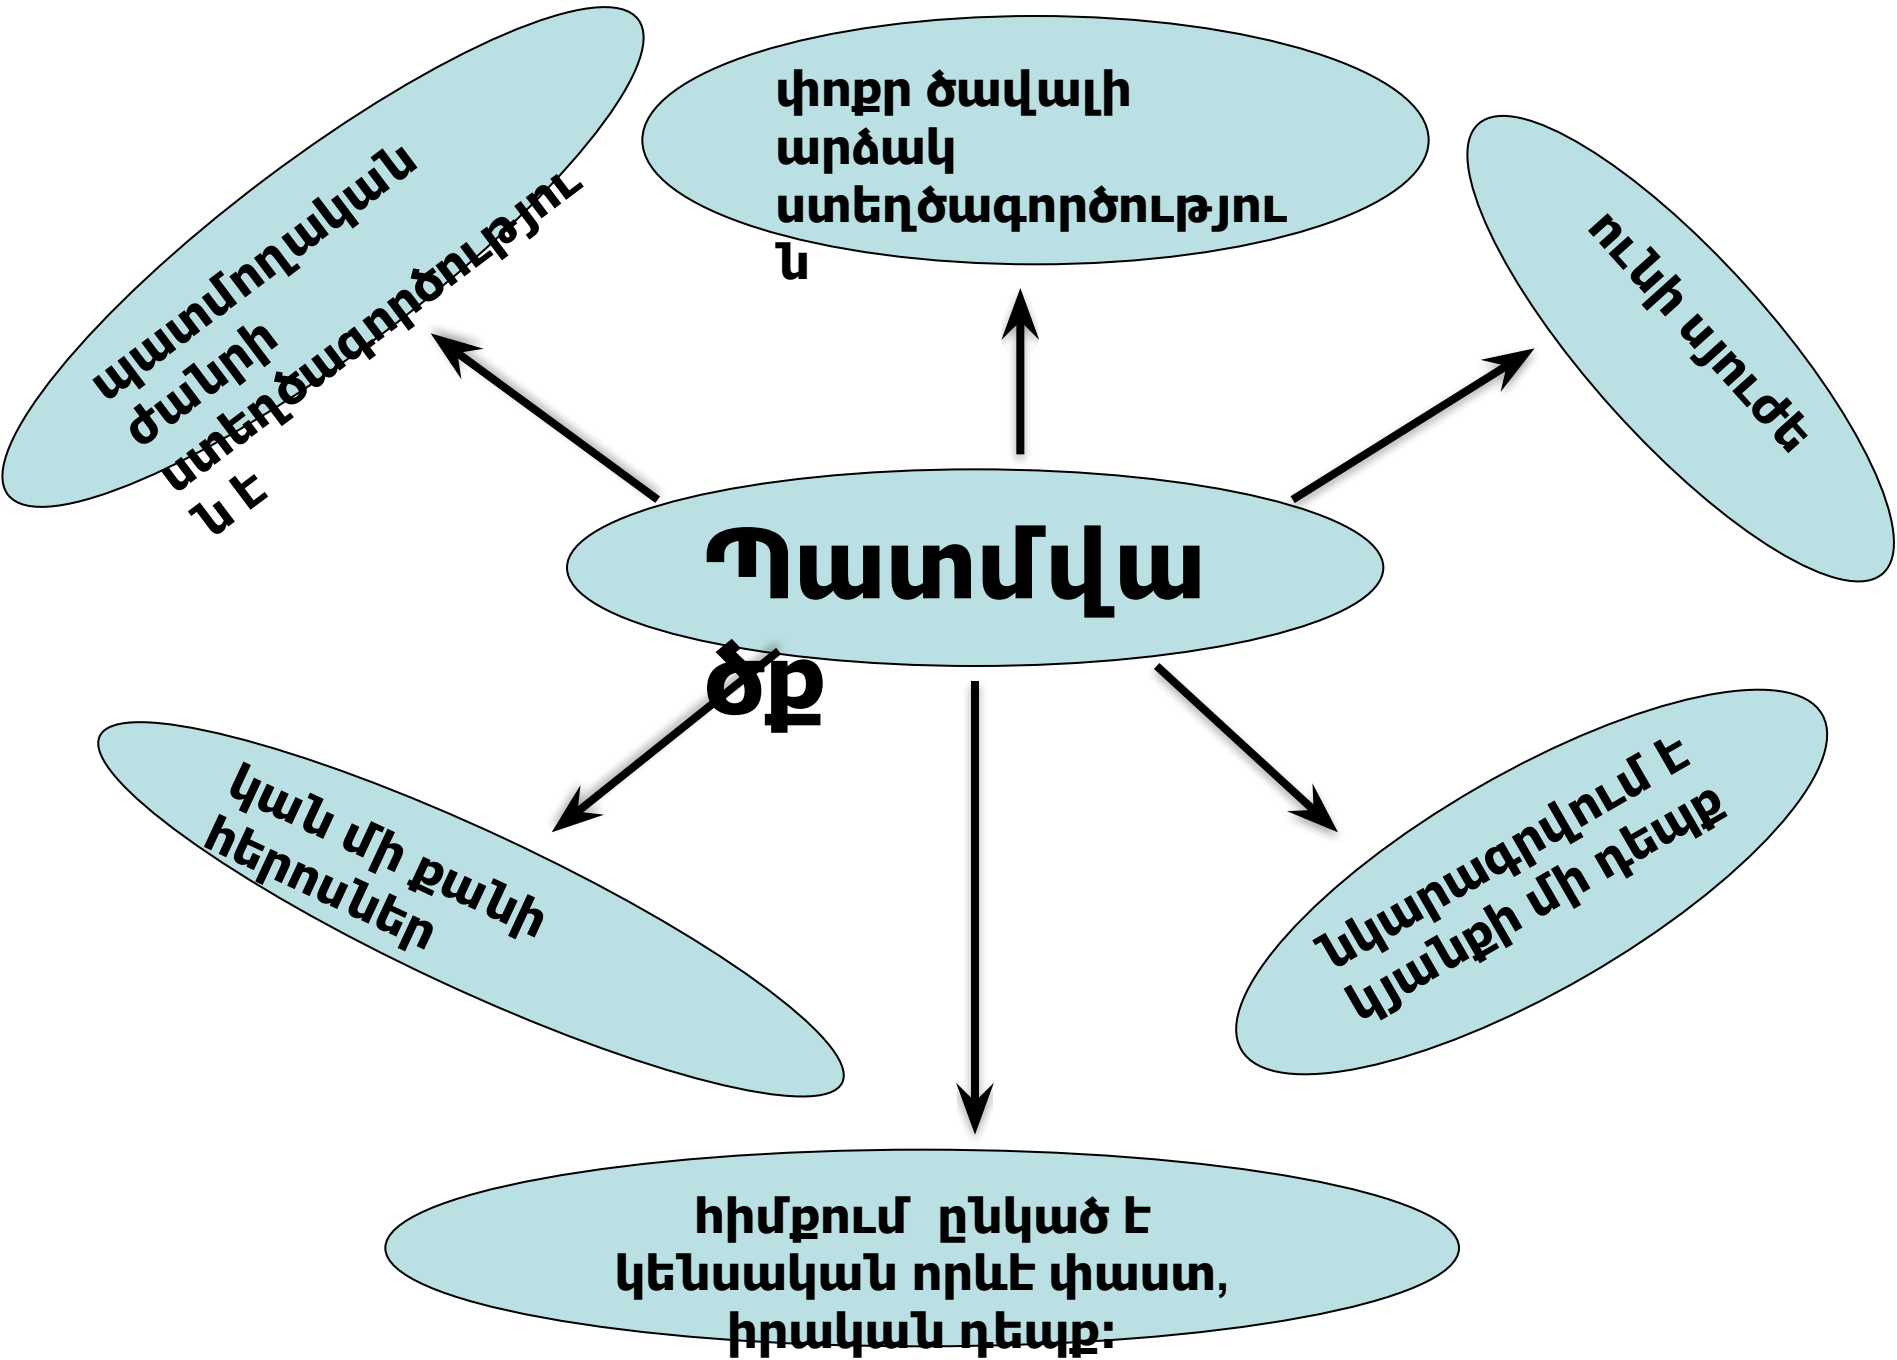 պատմողական
ժանրի
ստեղծագործությու
ն է
փոքր ծավալի
արձակ
ստեղծագործությու
ն
ունի սյուժե
Պատմվա
ծք
կան մի քանի
հերոսներ
նկարագրվում է
կյանքի մի դեպք
հիմքում  ընկած է
կենսական որևէ փաստ,
իրական դեպք: